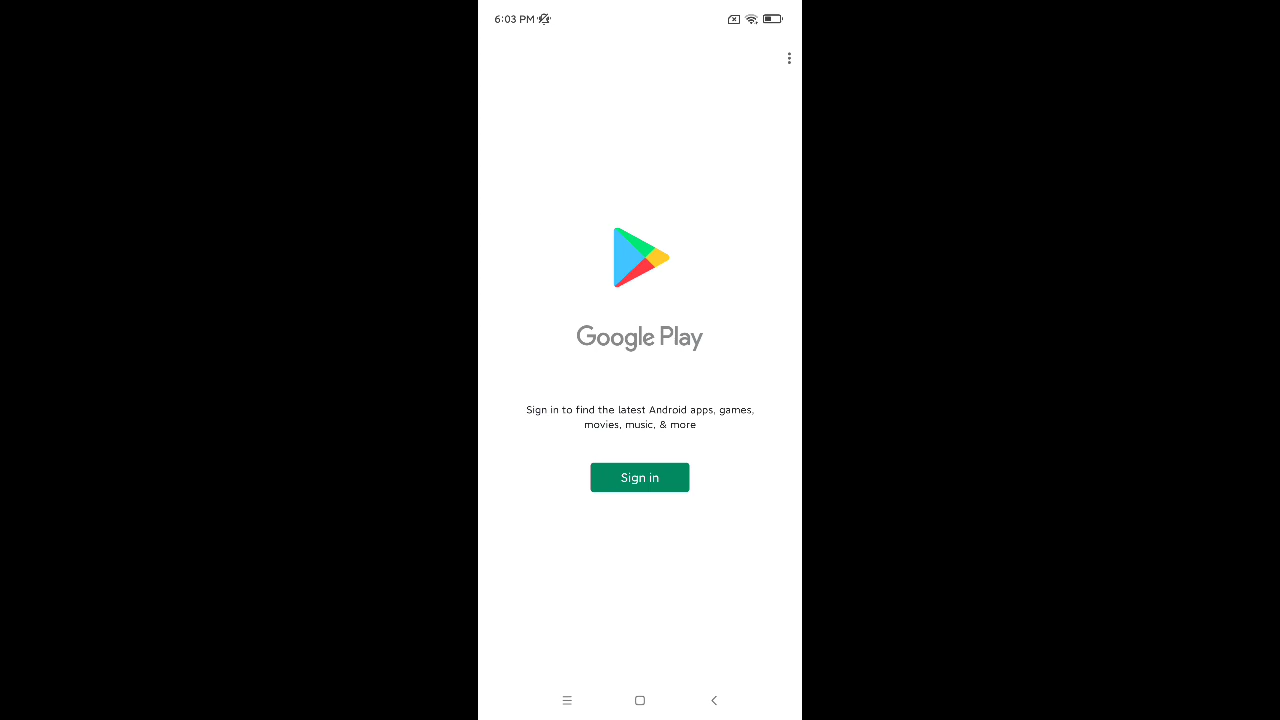 6:03 PM
Google Play
Sign in to find the latest Android apps, games,
movies, music, & more
Sign in